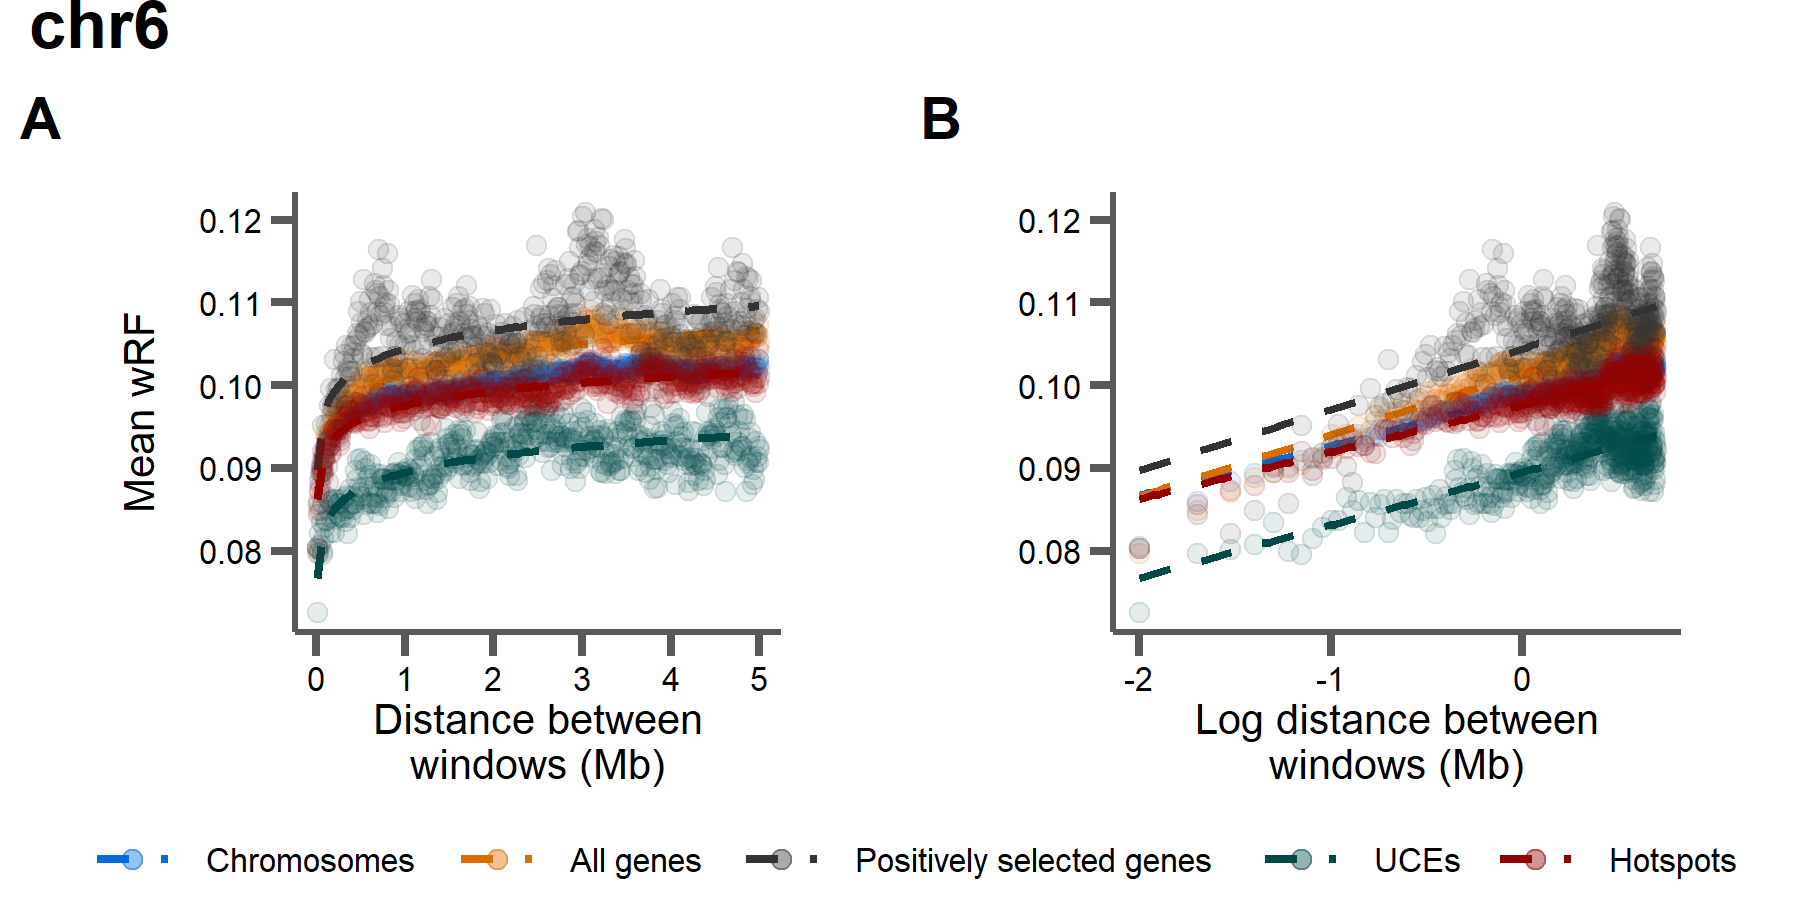 chr6
A
B
Mean wRF
0.12
0.11
0.10
0.09
0.08
0 1 2 3 4 5
Distance between
windows (Mb)
0.12
0.11
0.10
0.09
0.08
-2 -1 0
Log distance between
windows (Mb)
Chromosomes All genes Positively selected genes UCEs Hotspots